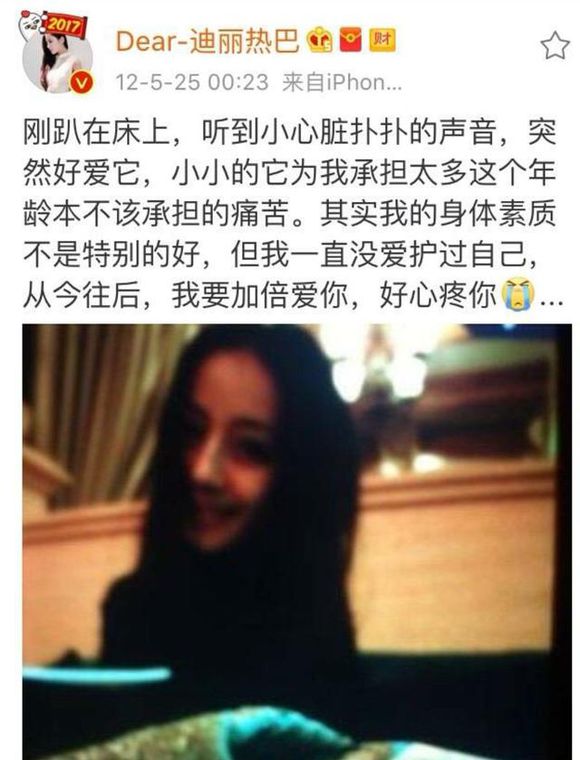 2017
Dear-迪丽热巴
财
V
12-5-25 00:23 来自iPhon...
刚趴在床上，听到小心脏扑扑的声音，突
然好爱它，小小的它为我承担太多这个年
龄本不该承担的痛苦。其实我的身体素质
不是特别的好，但我一直没爱护过自己，
从今往后，我要加倍爱你，好心疼你😭...